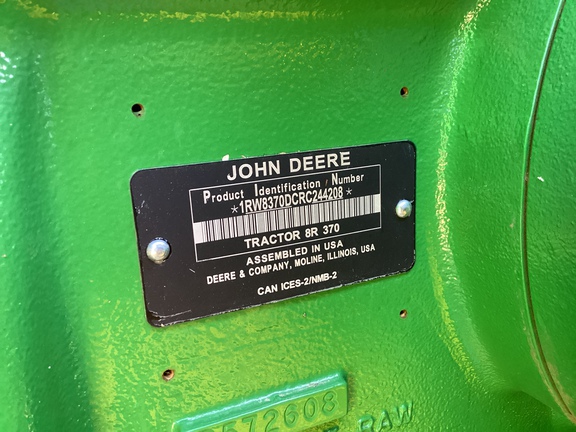 JOHN DEERE
Product Identification Number
*1RW8370DCRC244208*
TRACTOR 8R 370
ASSEMBLED IN USA
DEERE & COMPANY, MOLINE, ILLINOIS, USA
CAN ICES-2/NMB-2
572608
RAW